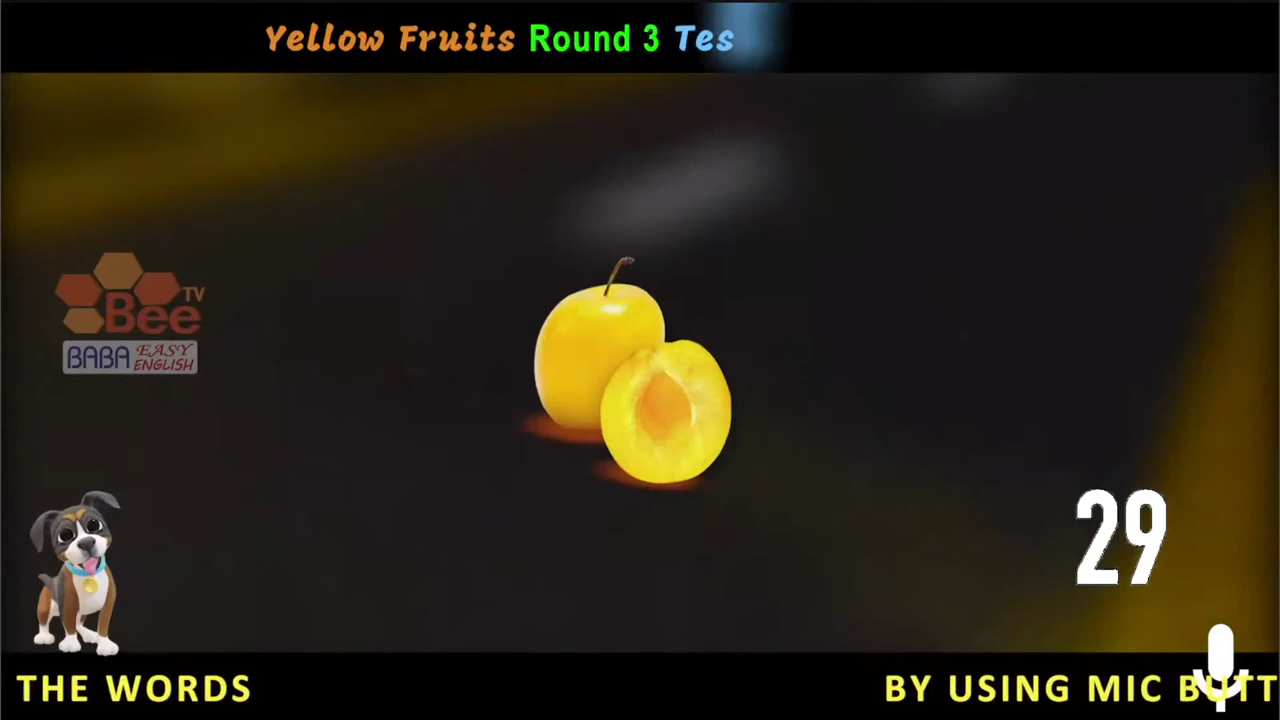 Yellow Fruits Round 3 Tes
Bee TV
BABA EASY ENGLISH
29
THE WORDS
BY USING MIC BUTT